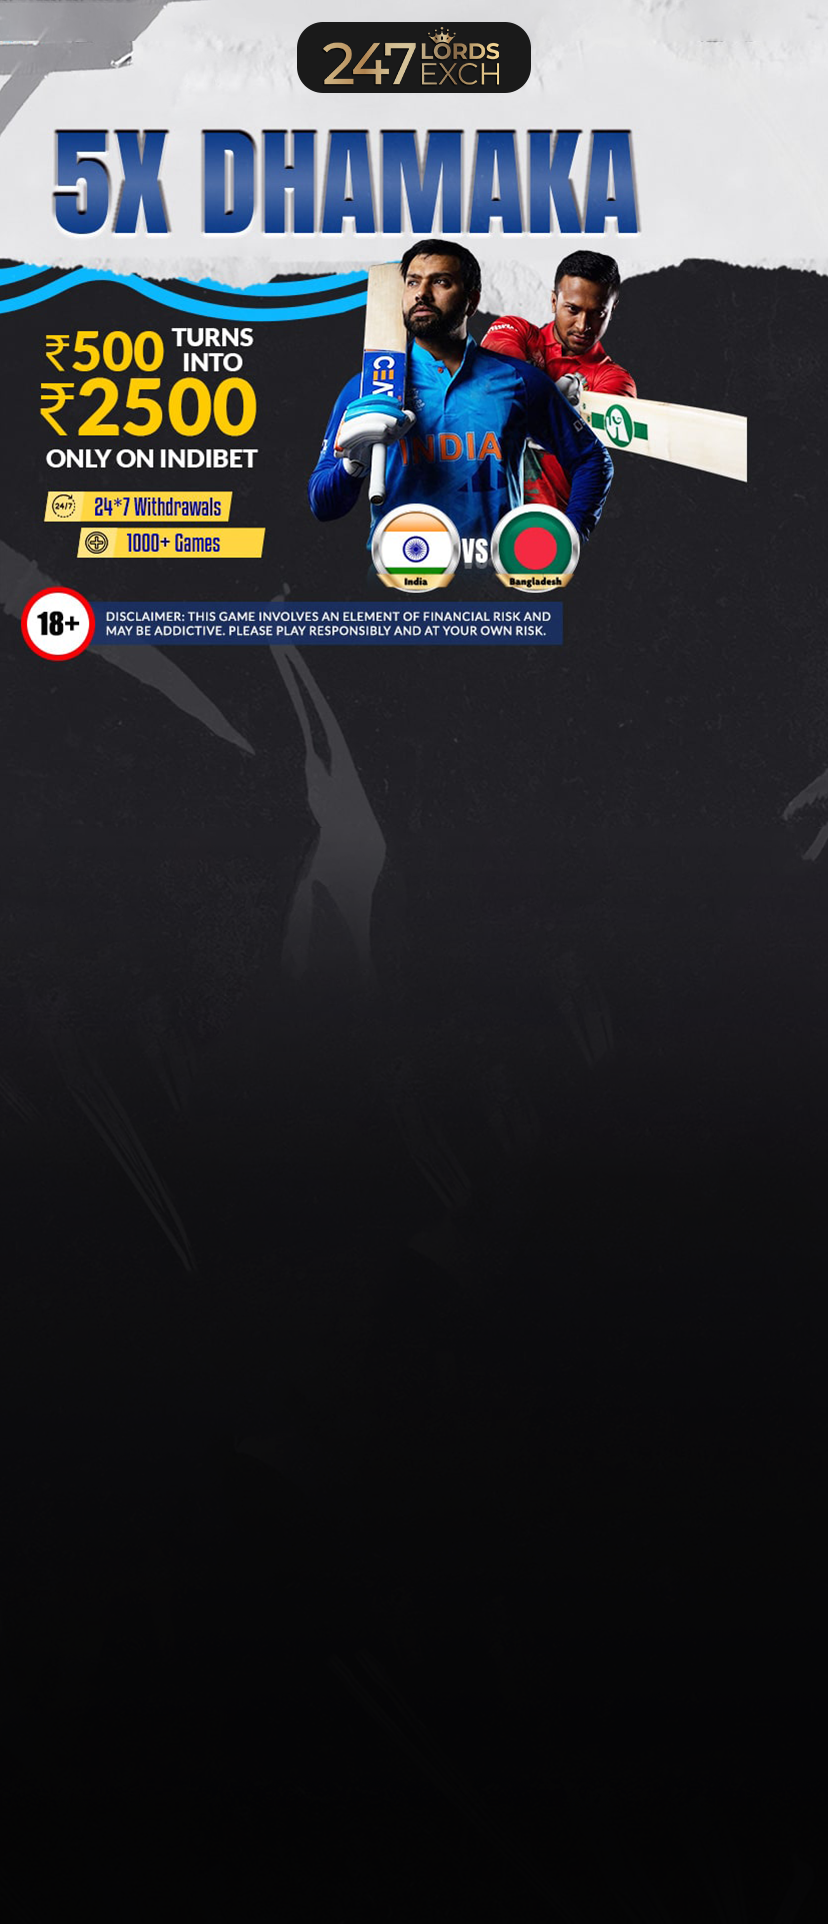 247 LORDS
EXCH
5X DHAMAKA
₹500 TURNS
INTO
₹2500
ONLY ON INDIBET
24/7
24*7 Withdrawals
1000+ Games
CEA
INDIA
VS
India
Bangladesh
18+
DISCLAIMER: THIS GAME INVOLVES AN ELEMENT OF FINANCIAL RISK AND
MAY BE ADDICTIVE. PLEASE PLAY RESPONSIBLY AND AT YOUR OWN RISK.